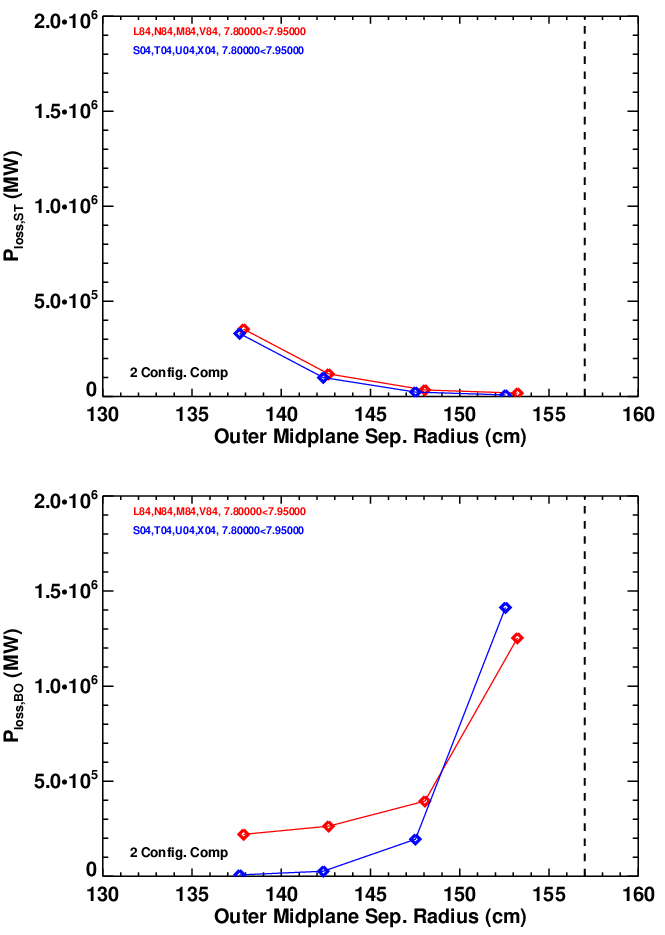 2.0•10⁶
L84,N84,M84,V84, 7.80000<7.95000
S04,T04,U04,X04, 7.80000<7.95000
1.5•10⁶
1.0•10⁶
P_loss,ST (MW)
5.0•10⁵
2 Config. Comp
0
130 135 140 145 150 155 160
Outer Midplane Sep. Radius (cm)
2.0•10⁶
L84,N84,M84,V84, 7.80000<7.95000
S04,T04,U04,X04, 7.80000<7.95000
1.5•10⁶
1.0•10⁶
P_loss,BO (MW)
5.0•10⁵
2 Config. Comp
0
130 135 140 145 150 155 160
Outer Midplane Sep. Radius (cm)